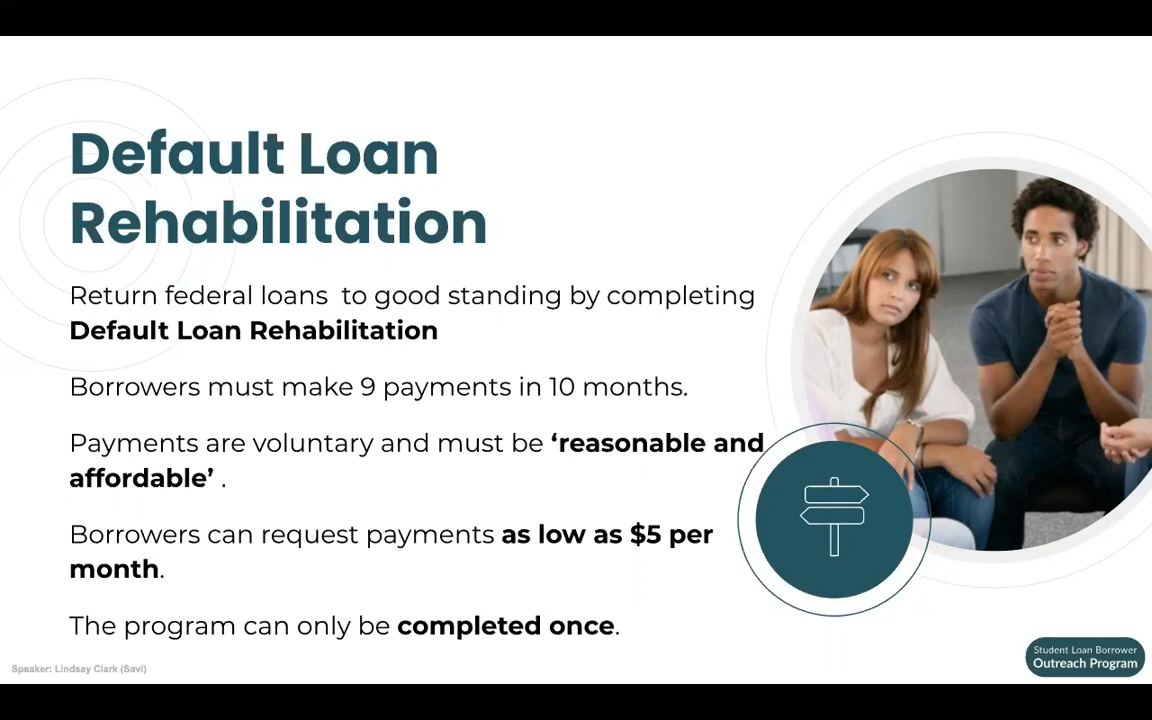 Default Loan
Rehabilitation
Return federal loans  to good standing by completing
Default Loan Rehabilitation
Borrowers must make 9 payments in 10 months.
Payments are voluntary and must be ‘reasonable and
affordable’ .
Borrowers can request payments as low as $5 per
month.
The program can only be completed once.
Speaker: Lindsay Clark (Savi)
Student Loan Borrower
Outreach Program